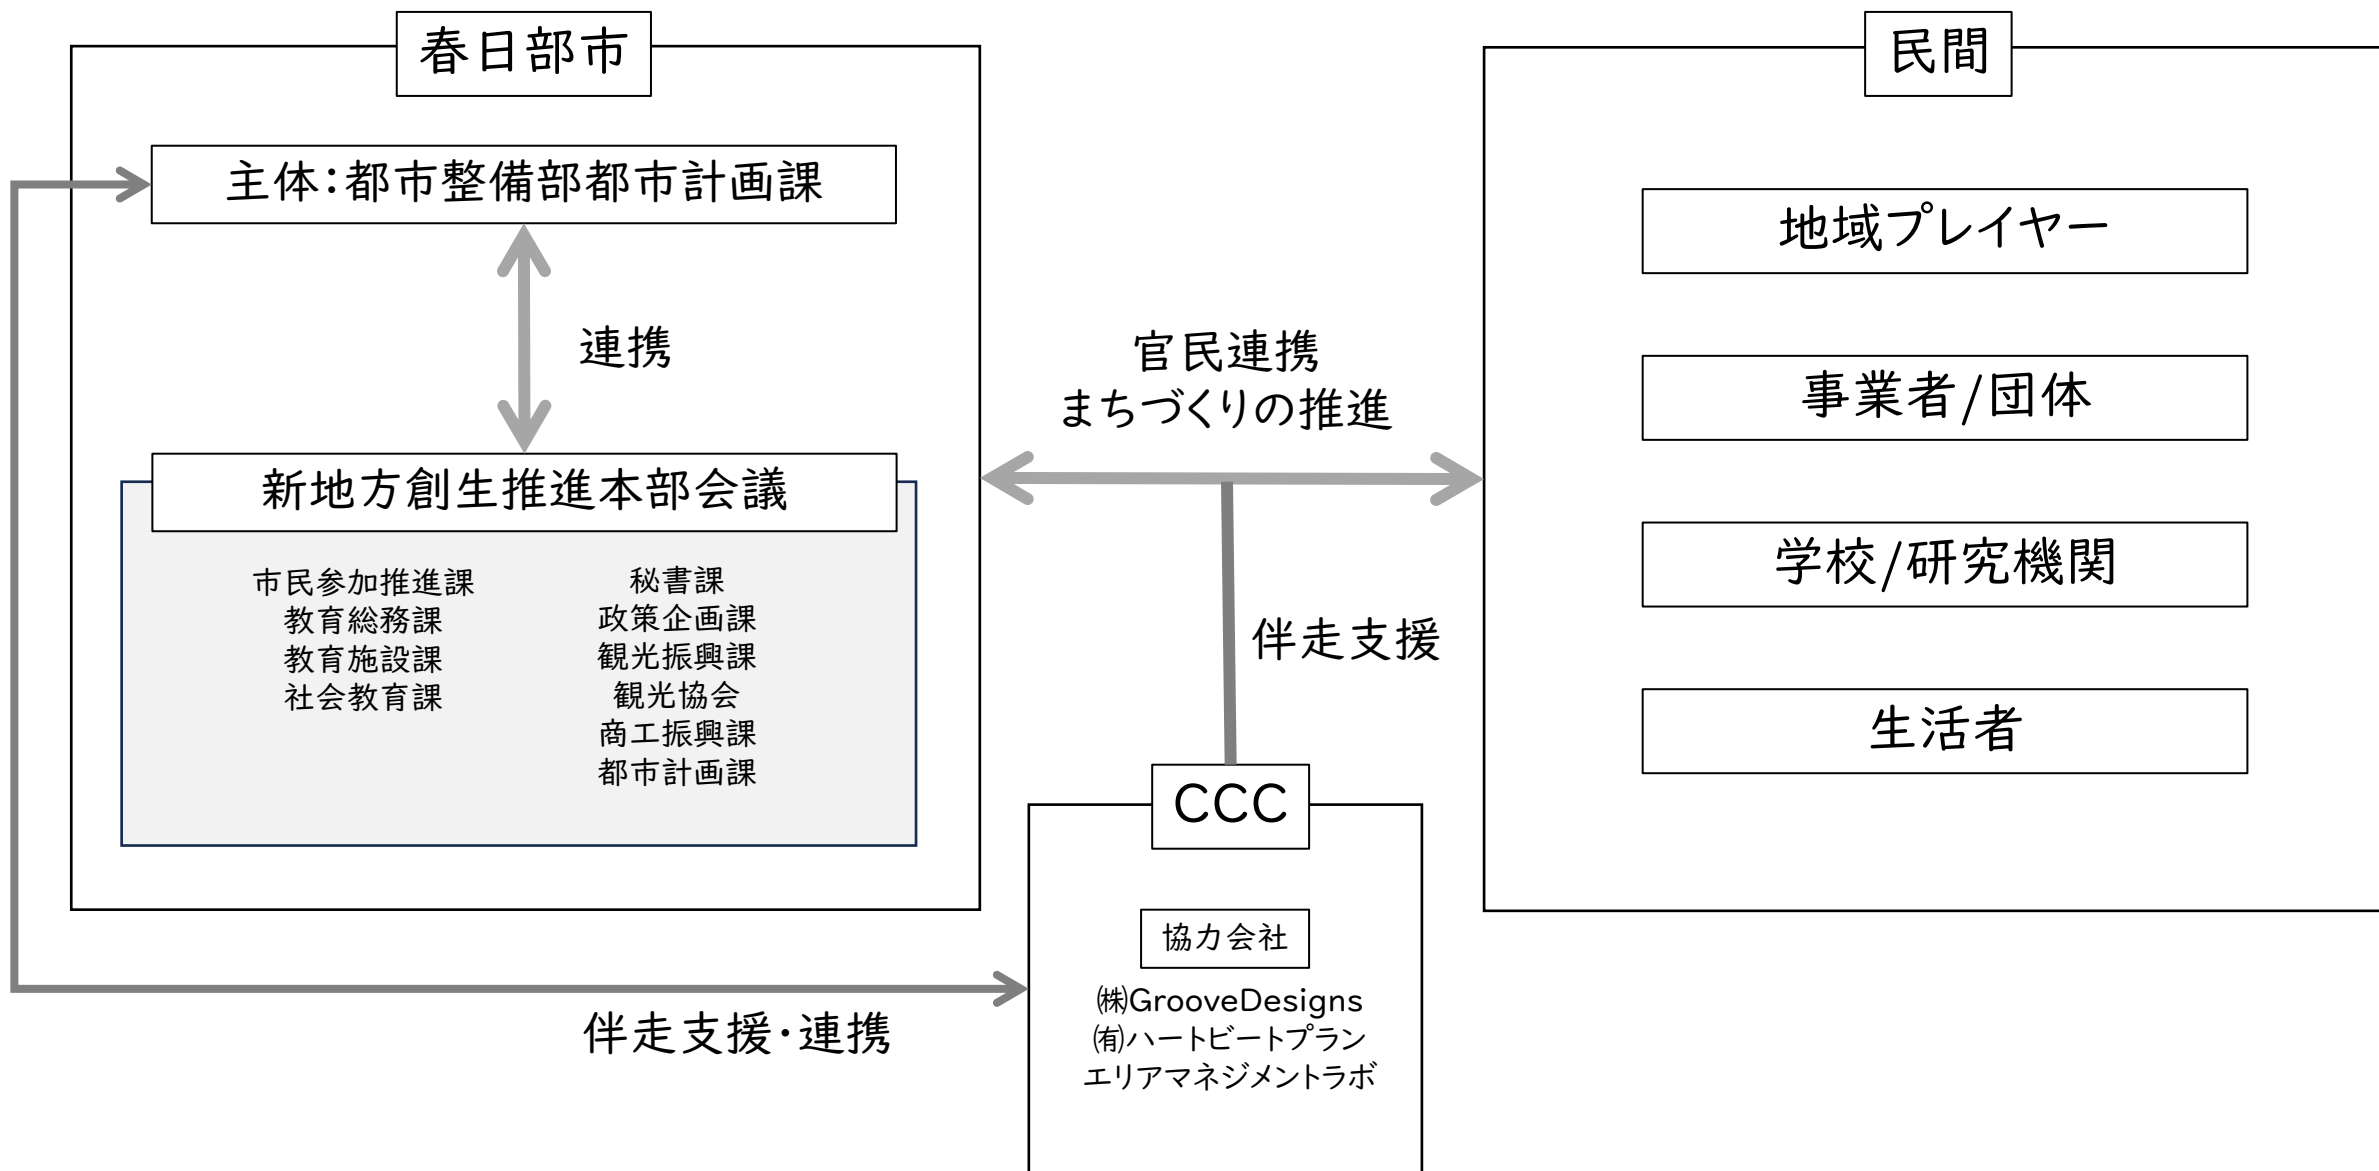 春日部市
主体：都市整備部都市計画課
連携
新地方創生推進本部会議
市民参加推進課
教育総務課
教育施設課
社会教育課
秘書課
政策企画課
観光振興課
観光協会
商工振興課
都市計画課
官民連携
まちづくりの推進
伴走支援
民間
地域プレイヤー
事業者/団体
学校/研究機関
生活者
CCC
協力会社
㈱GrooveDesigns
㈲ハートビートプラン
エリアマネジメントラボ
伴走支援・連携